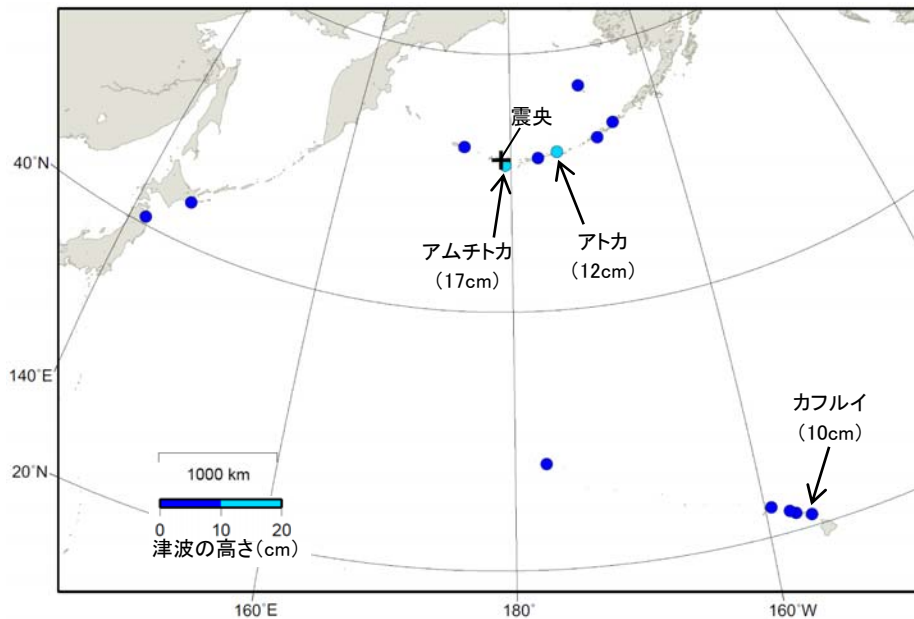 震央
40˚N
アムチトカ
(17cm)
アトカ
(12cm)
140˚E
カフルイ
(10cm)
1000 km
20˚N
0 10 20
津波の高さ(cm)
160˚E
180˚
160˚W